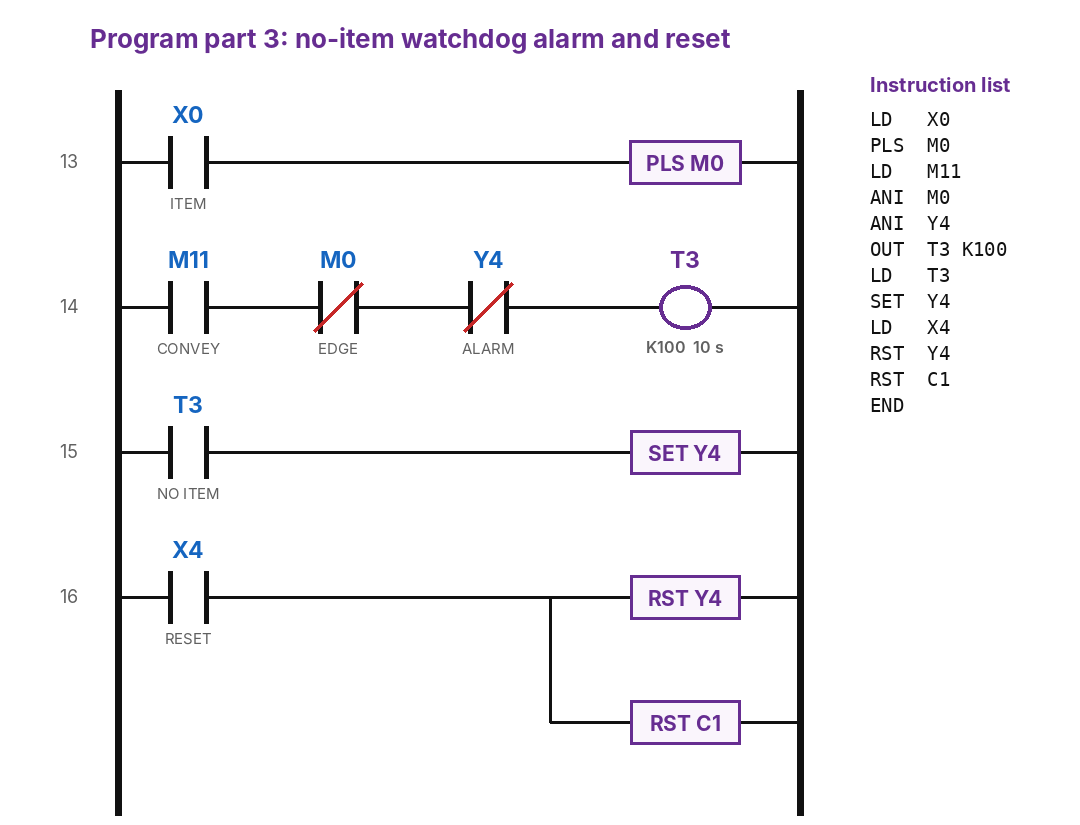 Program part 3: no-item watchdog alarm and reset
X0
13
PLS M0
ITEM
M11 M0 Y4 T3
14
CONVEY EDGE ALARM K100 10 s
T3
15
SET Y4
NO ITEM
X4
16
RST Y4
RESET
RST C1
Instruction list
LD X0
PLS M0
LD M11
ANI M0
ANI Y4
OUT T3 K100
LD T3
SET Y4
LD X4
RST Y4
RST C1
END